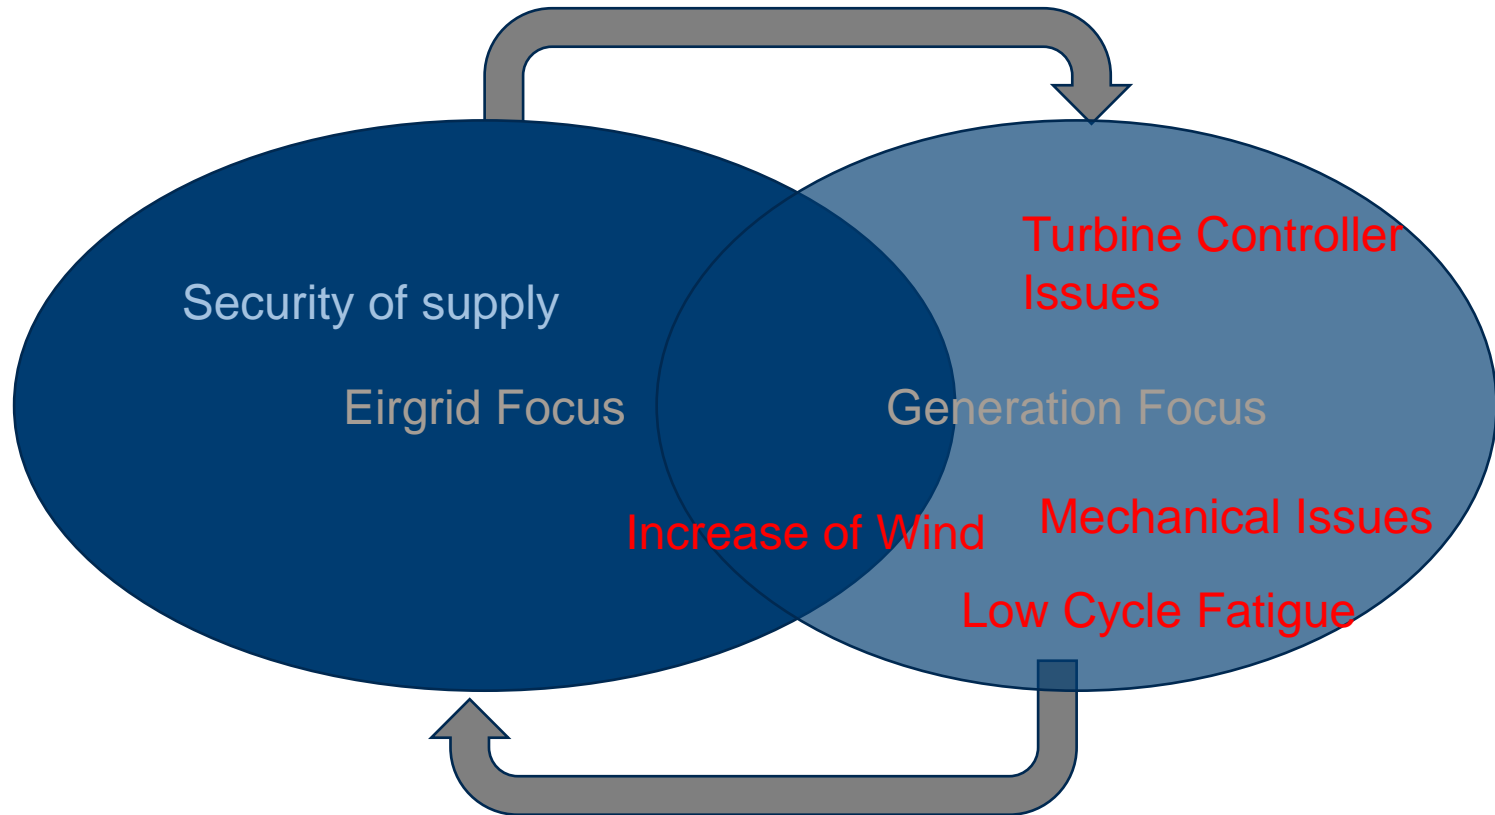 Turbine Controller
Issues
Security of supply
Eirgrid Focus
Generation Focus
Increase of Wind
Mechanical Issues
Low Cycle Fatigue